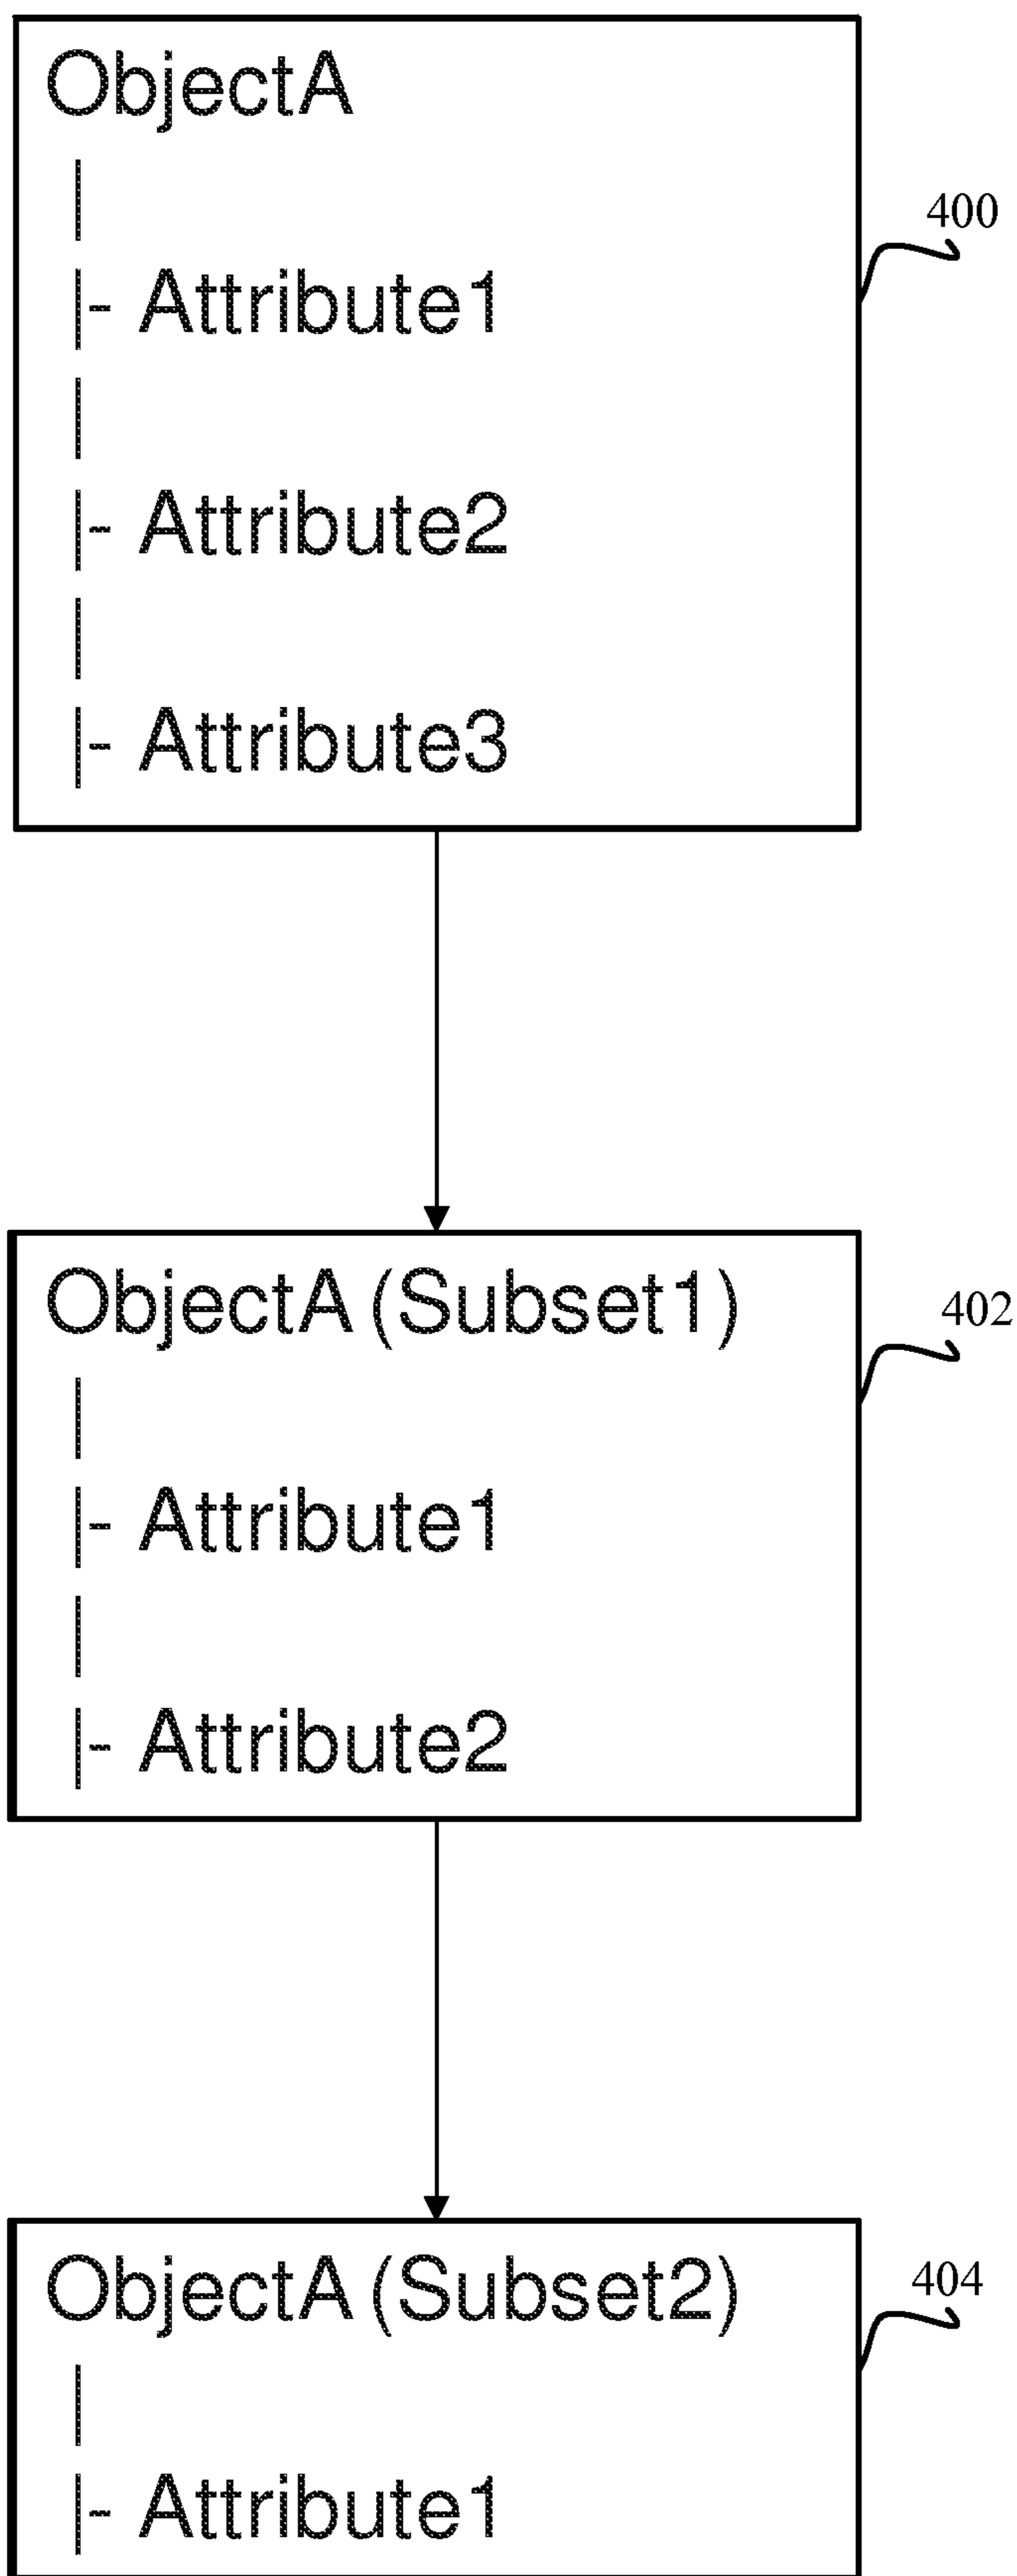 ObjectA
|
|- Attribute1
|
|- Attribute2
|
|- Attribute3
400
ObjectA (Subset1)
|
|- Attribute1
|
|- Attribute2
402
ObjectA (Subset2)
|
|- Attribute1
404